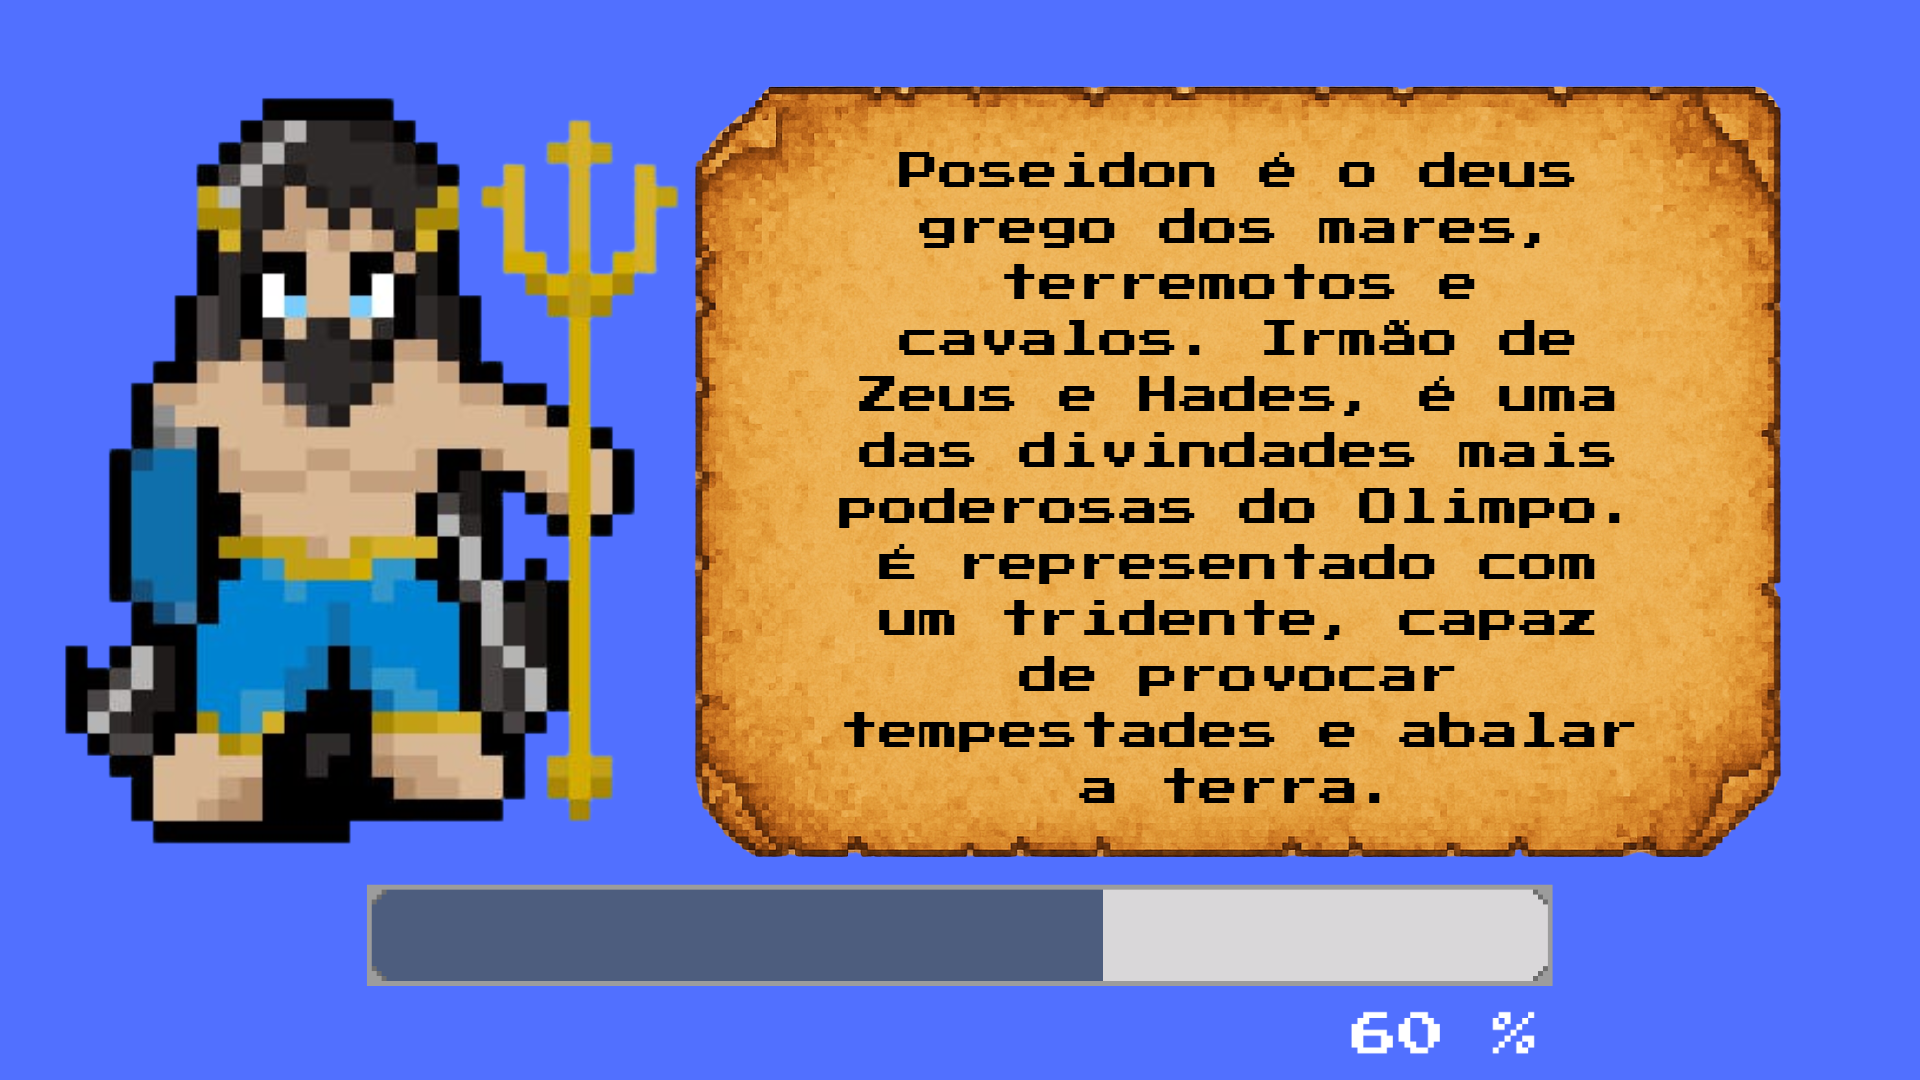 Poseidon é o deus
grego dos mares,
terremotos e
cavalos. Irmão de
Zeus e Hades, é uma
das divindades mais
poderosas do Olimpo.
É representado com
um tridente, capaz
de provocar
tempestades e abalar
a terra.
60 %